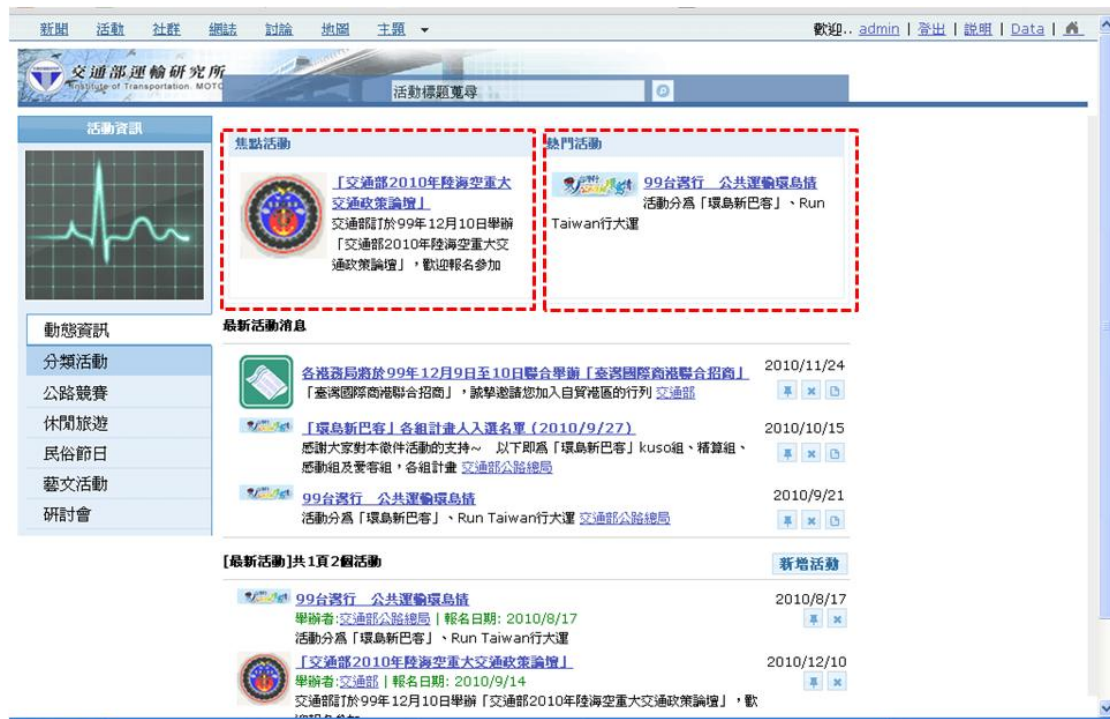 新聞 活動 社群 網誌 討論 地圖 主題
歡迎.. admin | 登出 | 說明 | Data |
交通部運輸研究所
Institute of Transportation. MOTC
活動標題蒐尋
活動資訊
動態資訊
分類活動
公路競賽
休閒旅遊
民俗節日
藝文活動
研討會
焦點活動
「交通部2010年陸海空重大
交通政策論壇」
交通部訂於99年12月10日舉辦
「交通部2010年陸海空重大交
通政策論壇」，歡迎報名參加
熱門活動
99台灣行 公共運輸環島情
活動分為「環島新巴客」、Run
Taiwan行大運
最新活動消息
各港務局將於99年12月9日至10日聯合舉辦「臺灣國際商港聯合招商」
2010/11/24
「臺灣國際商港聯合招商」，誠摯邀請您加入自貿港區的行列 交通部
「環島新巴客」各組計畫人入選名單 (2010/9/27)
2010/10/15
感謝大家對本徵件活動的支持~ 以下即為「環島新巴客」kuso組、精算組、
感動組及愛客組，各組計畫 交通部公路總局
99台灣行 公共運輸環島情
2010/9/21
活動分為「環島新巴客」、Run Taiwan行大運 交通部公路總局
[最新活動]共1頁2個活動
新增活動
99台灣行 公共運輸環島情
2010/8/17
舉辦者:交通部公路總局 | 報名日期: 2010/8/17
活動分為「環島新巴客」、Run Taiwan行大運
「交通部2010年陸海空重大交通政策論壇」
2010/12/10
舉辦者:交通部 | 報名日期: 2010/9/14
交通部訂於99年12月10日舉辦「交通部2010年陸海空重大交通政策論壇」，歡